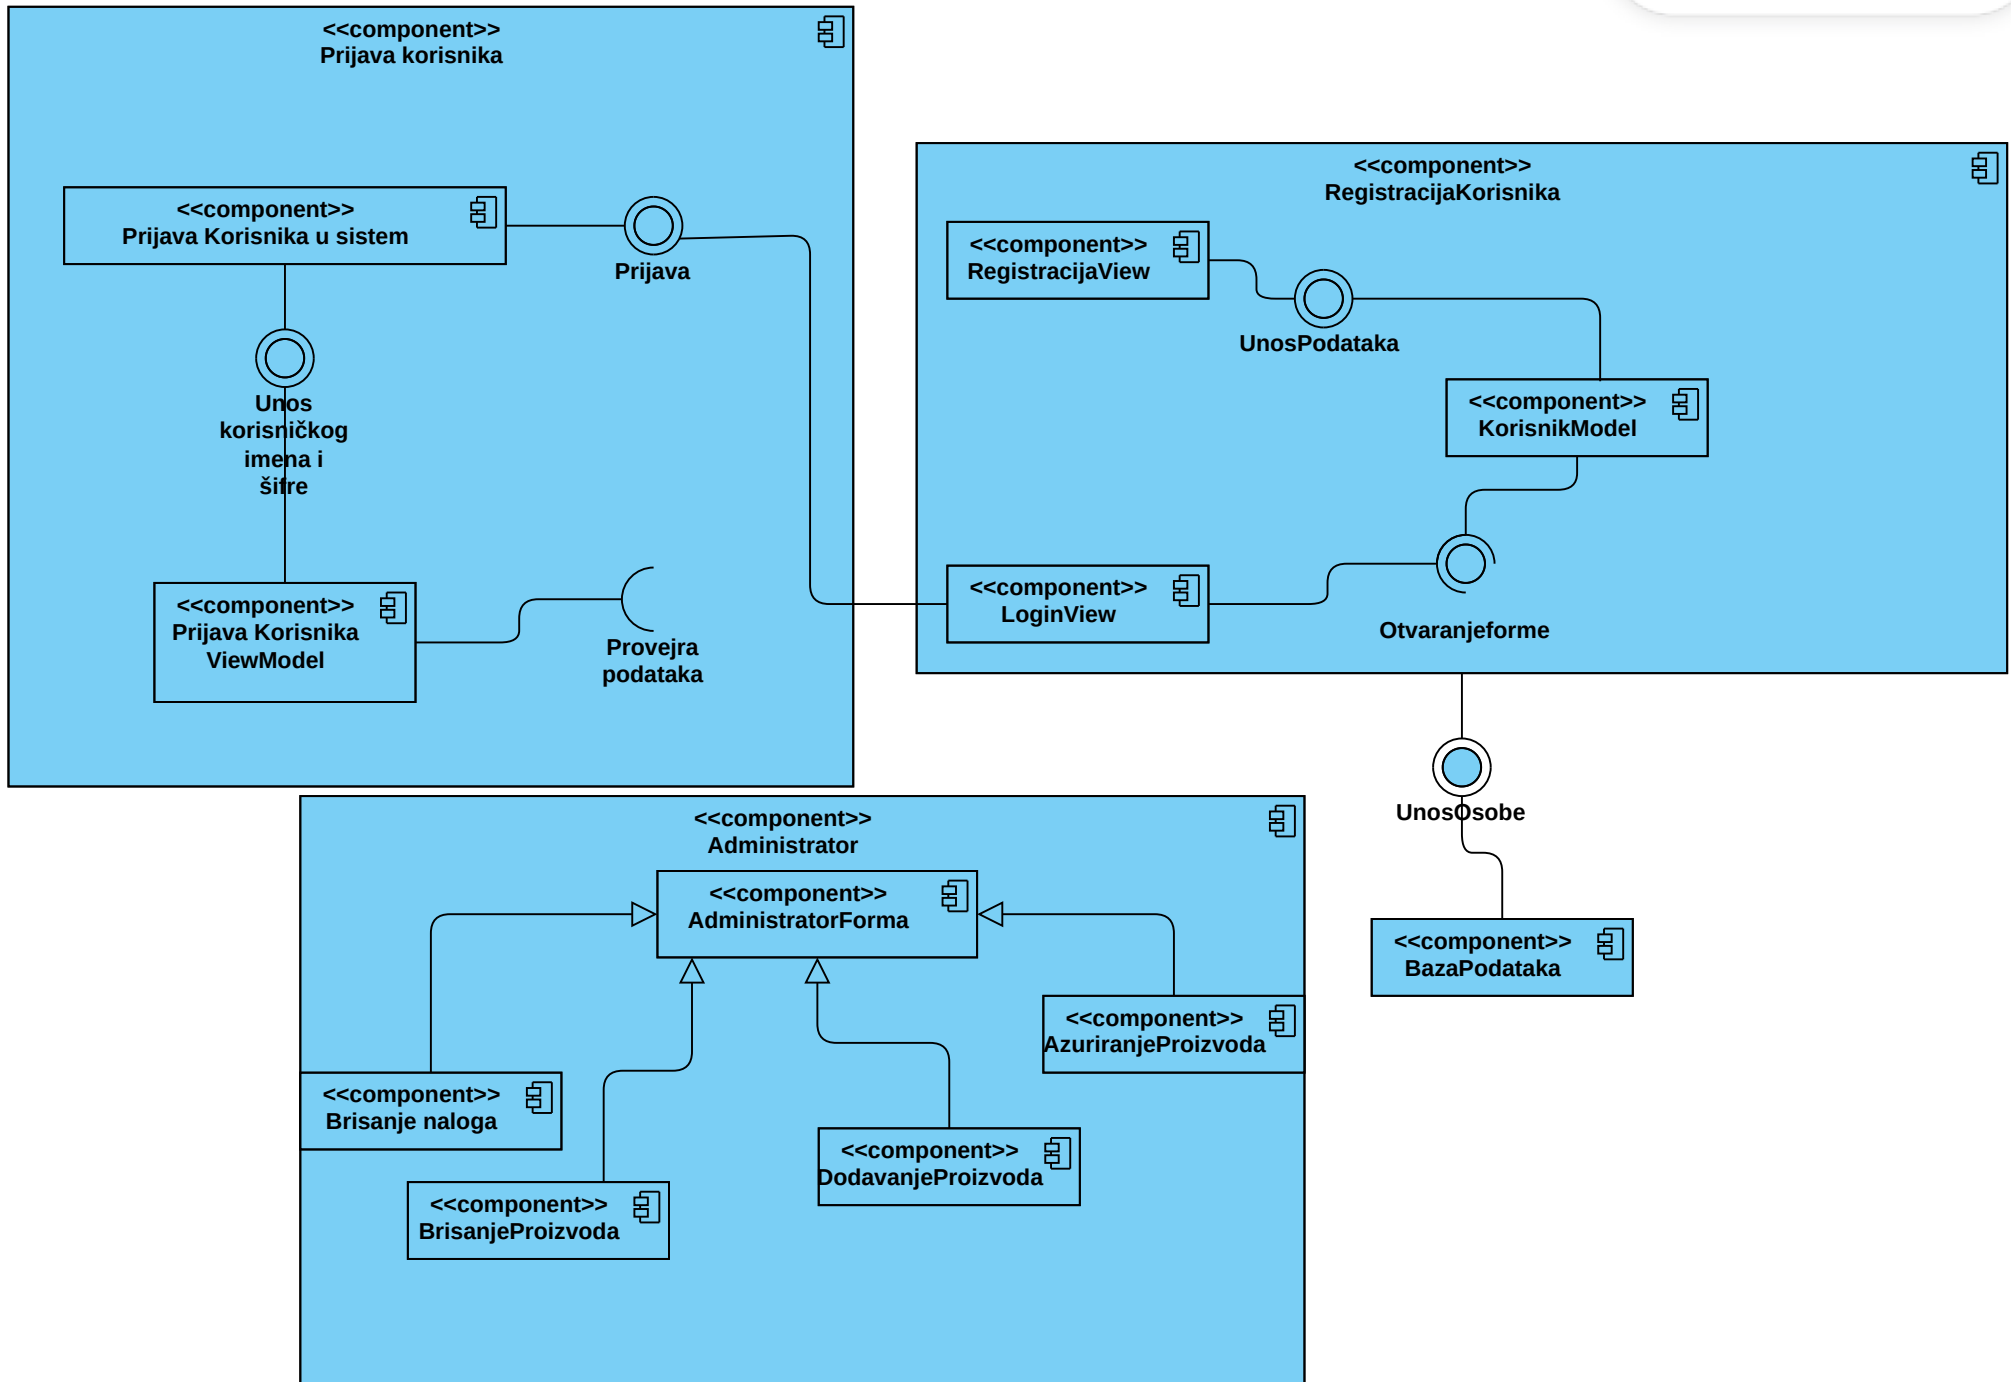 <<component>>
Prijava korisnika
<<component>>
Prijava Korisnika u sistem
Prijava
Unos
korisničkog
imena i
šifre
<<component>>
Prijava Korisnika
ViewModel
Provejra
podataka
<<component>>
RegistracijaKorisnika
<<component>>
RegistracijaView
UnosPodataka
<<component>>
KorisnikModel
<<component>>
LoginView
Otvaranjeforme
UnosOsobe
<<component>>
BazaPodataka
<<component>>
Administrator
<<component>>
AdministratorForma
<<component>>
AzuriranjeProizvoda
<<component>>
Brisanje naloga
<<component>>
DodavanjeProizvoda
<<component>>
BrisanjeProizvoda